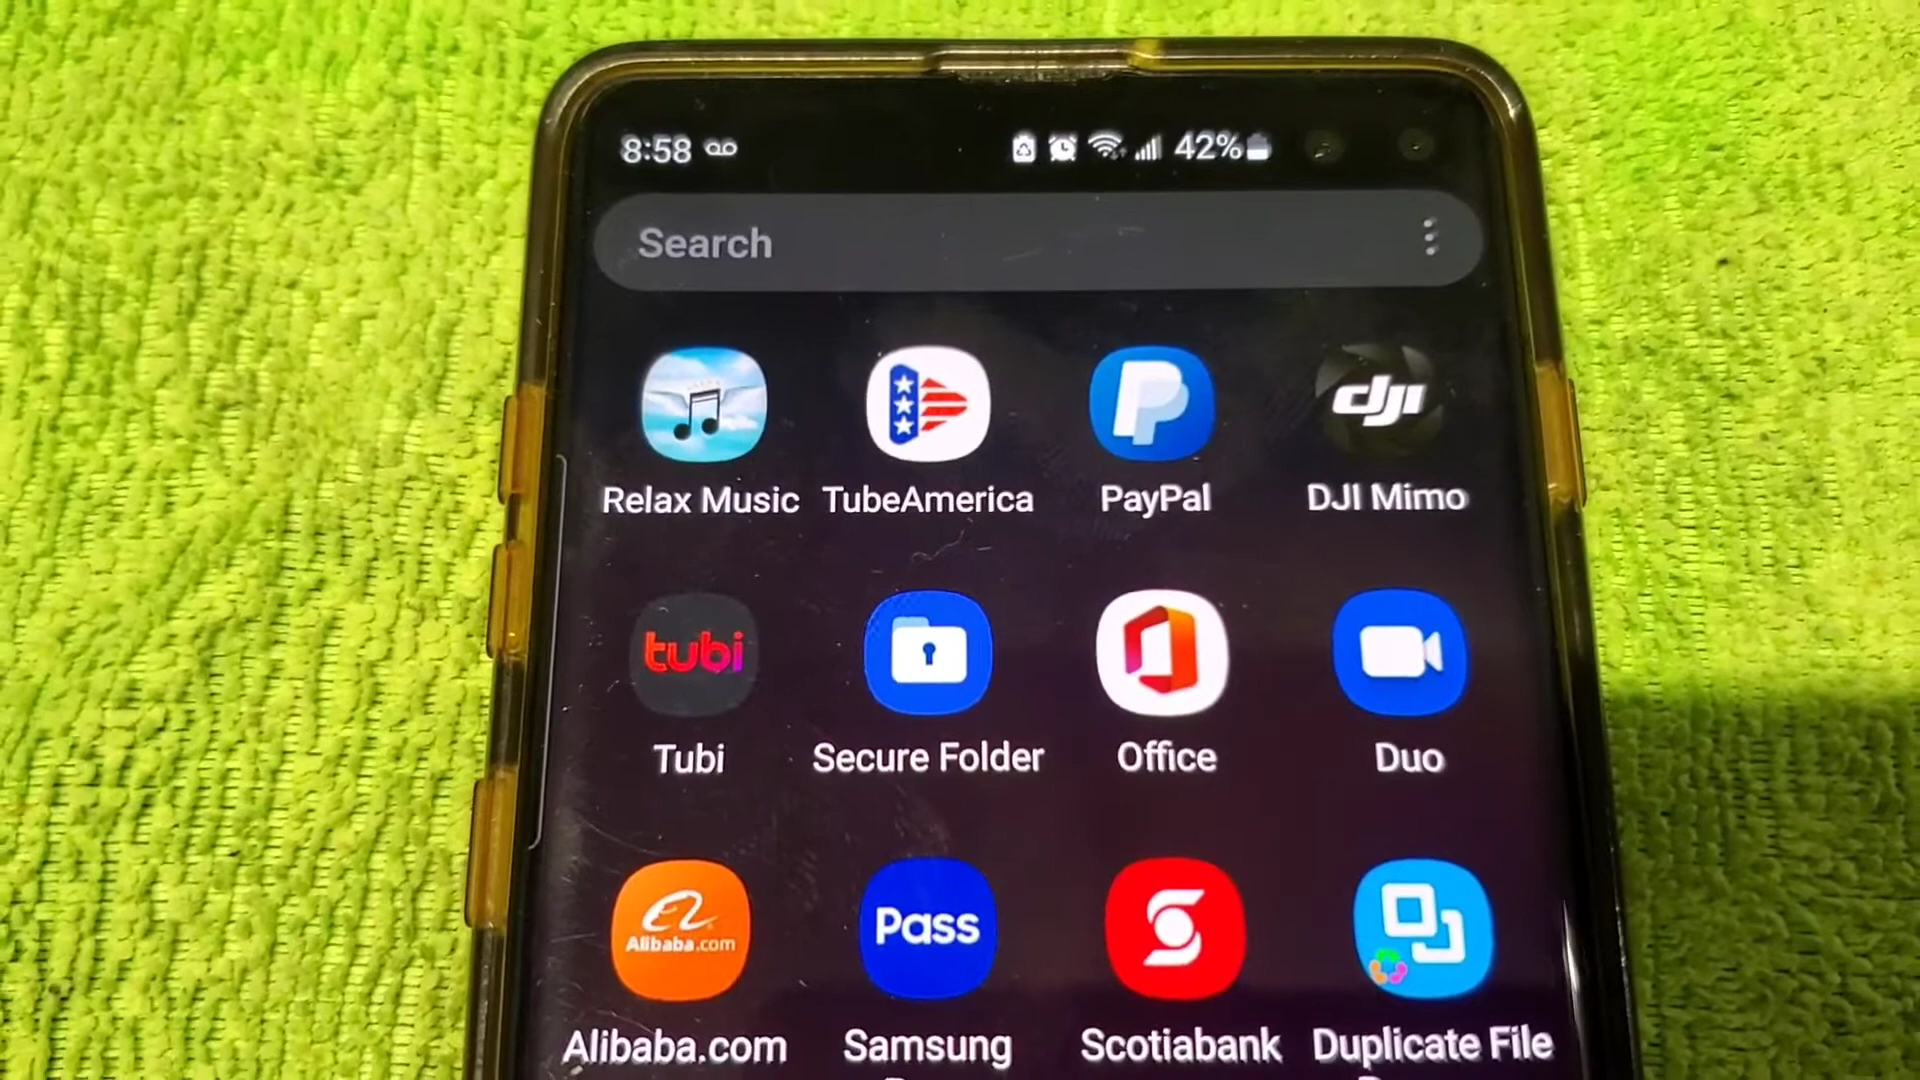 8:58 42%
Search
Relax Music TubeAmerica PayPal DJI Mimo
tubi
Tubi Secure Folder Office Duo
Alibaba.com Pass
Alibaba.com Samsung Scotiabank Duplicate File